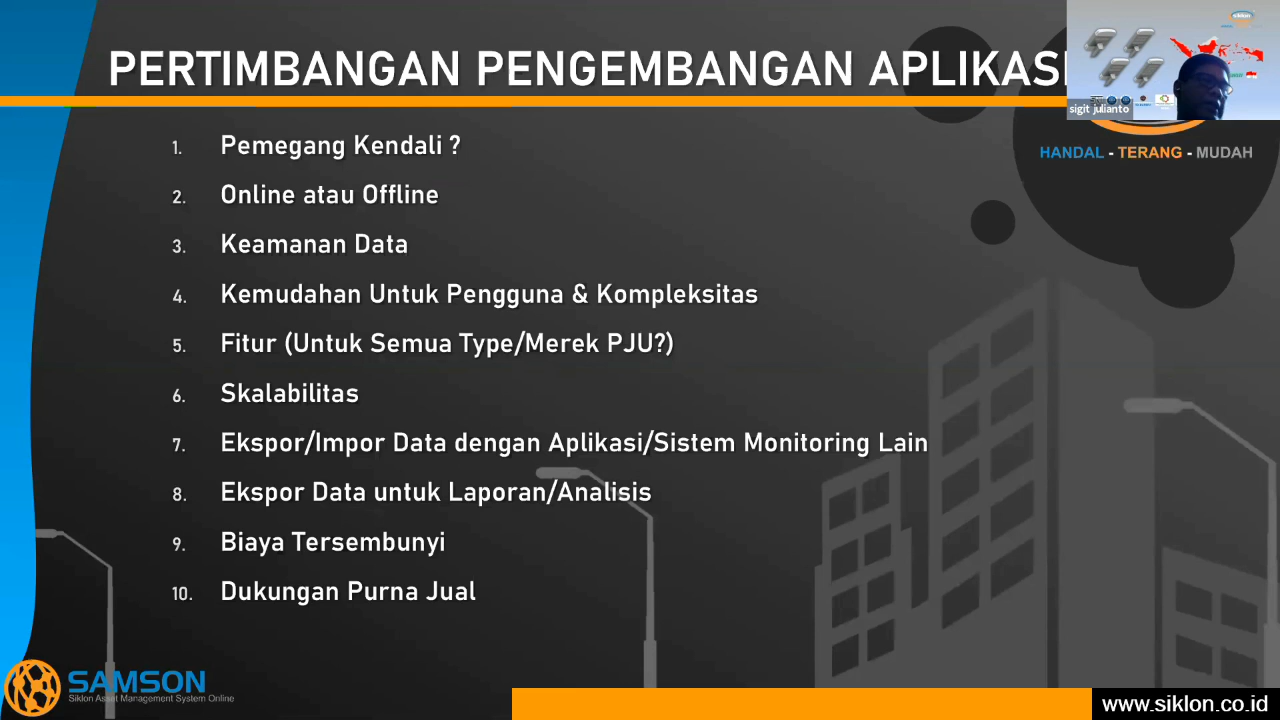 PERTIMBANGAN PENGEMBANGAN APLIKASI
siklon
sigit julianto
HANDAL - TERANG - MUDAH
1. Pemegang Kendali ?
2. Online atau Offline
3. Keamanan Data
4. Kemudahan Untuk Pengguna & Kompleksitas
5. Fitur (Untuk Semua Type/Merek PJU?)
6. Skalabilitas
7. Ekspor/Impor Data dengan Aplikasi/Sistem Monitoring Lain
8. Ekspor Data untuk Laporan/Analisis
9. Biaya Tersembunyi
10. Dukungan Purna Jual
SAMSON
Siklon Asset Management System Online
www.siklon.co.id